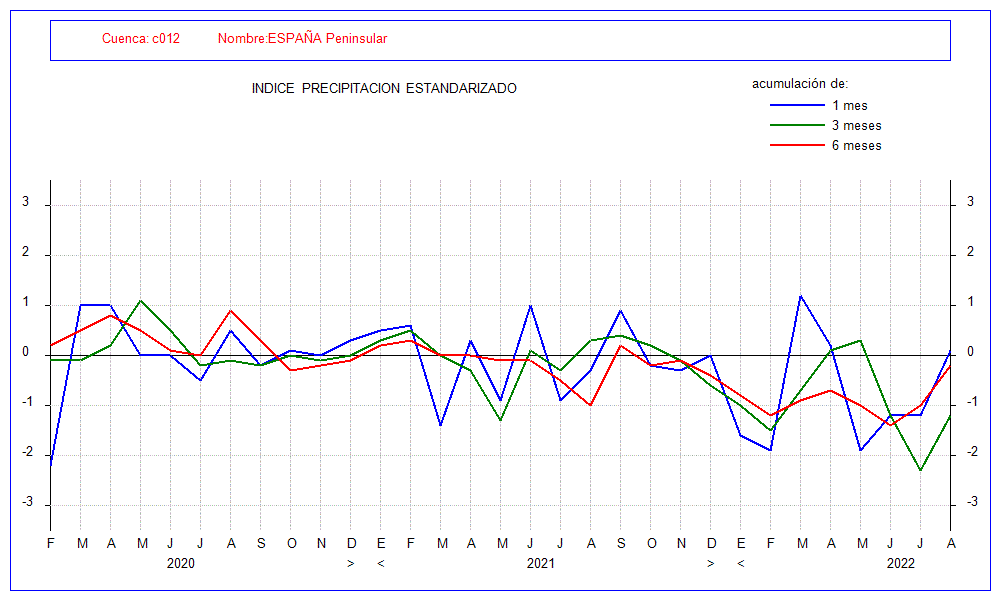 Cuenca: c012 Nombre:ESPAÑA Peninsular
INDICE PRECIPITACION ESTANDARIZADO
acumulación de:
1 mes
3 meses
6 meses
3 3
2 2
1 1
0 0
-1 -1
-2 -2
-3 -3
F M A M J J A S O N D E F M A M J J A S O N D E F M A M J J A
2020 > < 2021 > < 2022